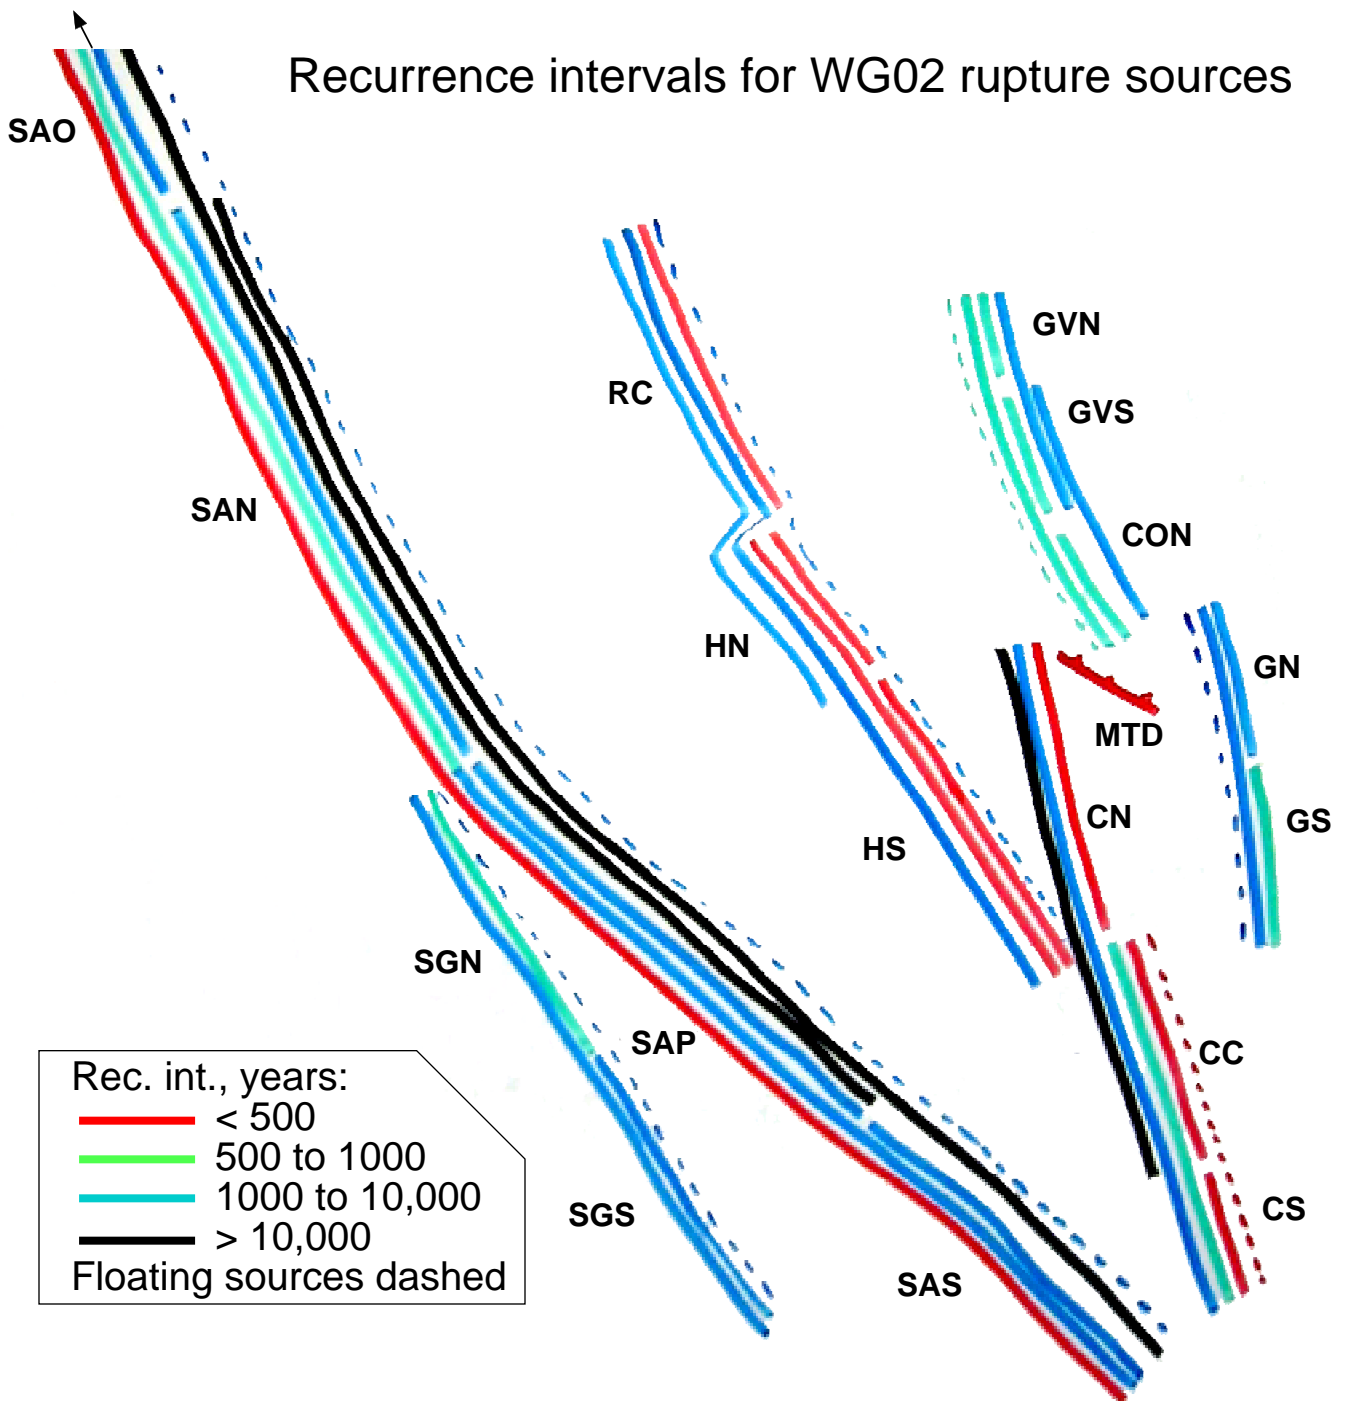 Recurrence intervals for WG02 rupture sources
SAO
GVN
RC
GVS
SAN
CON
HN
GN
MTD
CN
GS
HS
SGN
SAP
CC
SGS
CS
SAS
Rec. int., years:
< 500
500 to 1000
1000 to 10,000
> 10,000
Floating sources dashed